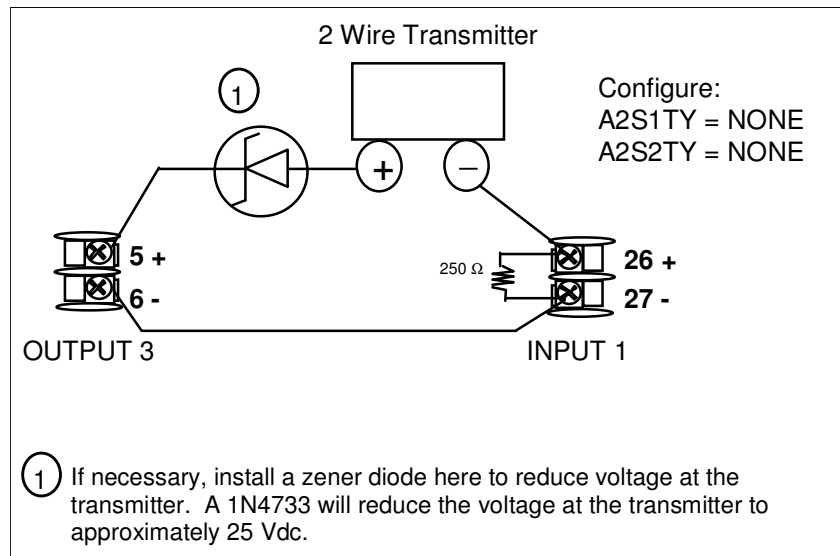 2 Wire Transmitter
1
Configure:
A2S1TY = NONE
A2S2TY = NONE
+ −
5 +
6 -
250 Ω
26 +
27 -
OUTPUT 3
INPUT 1
1 If necessary, install a zener diode here to reduce voltage at the
transmitter. A 1N4733 will reduce the voltage at the transmitter to
approximately 25 Vdc.